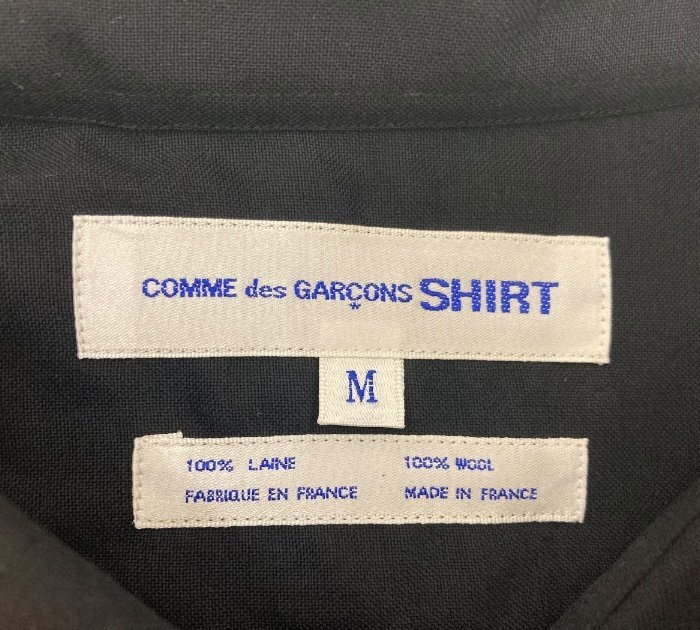 COMME des GARÇONS SHIRT
M
100% LAINE 100% WOOL
FABRIQUE EN FRANCE MADE IN FRANCE